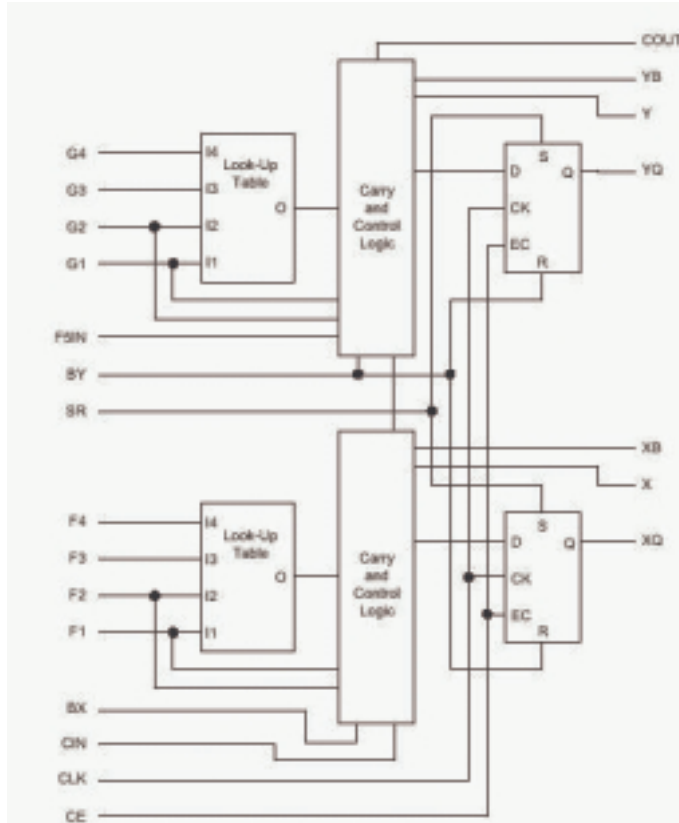 COUT
YB
Y
G4
I4
Look-Up
Table
G3
I3
G2
I2
O
G1
I1
Carry
and
Control
Logic
S
D
Q
YQ
CK
EC
R
F5IN
BY
SR
XB
X
F4
I4
Look-Up
Table
F3
I3
F2
I2
O
F1
I1
Carry
and
Control
Logic
S
D
Q
XQ
CK
EC
R
BX
CIN
CLK
CE